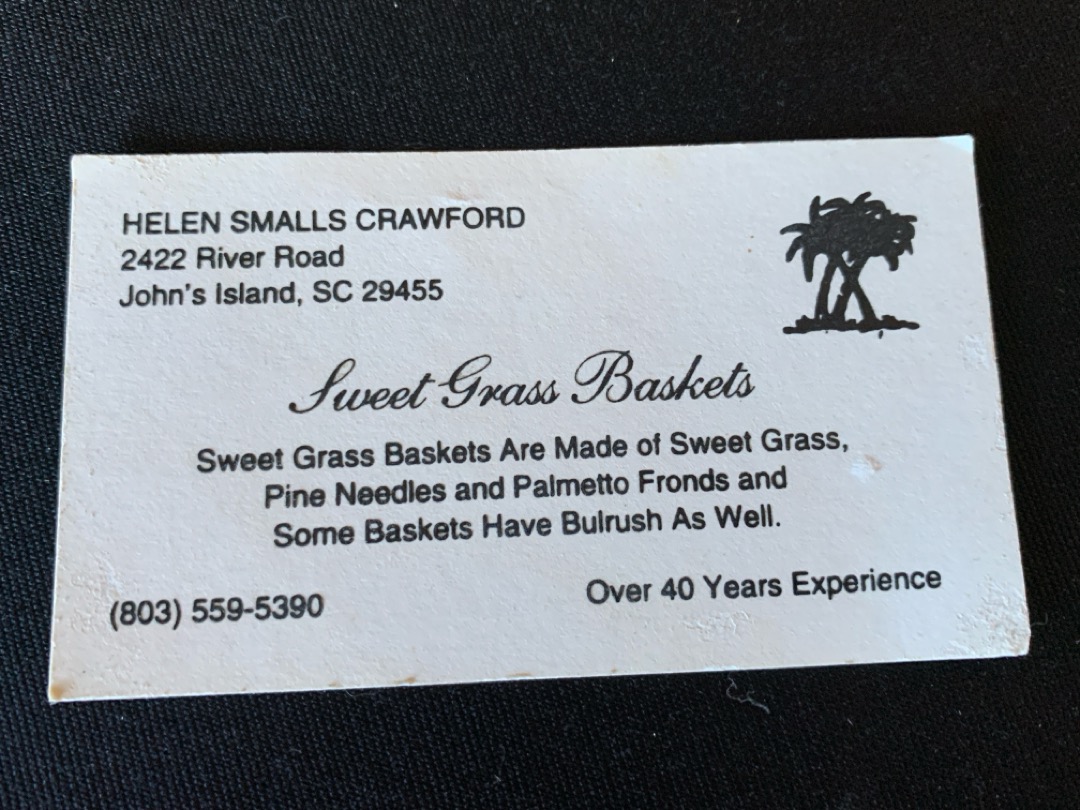 HELEN SMALLS CRAWFORD
2422 River Road
John's Island, SC 29455
Sweet Grass Baskets
Sweet Grass Baskets Are Made of Sweet Grass,
Pine Needles and Palmetto Fronds and
Some Baskets Have Bulrush As Well.
(803) 559-5390
Over 40 Years Experience